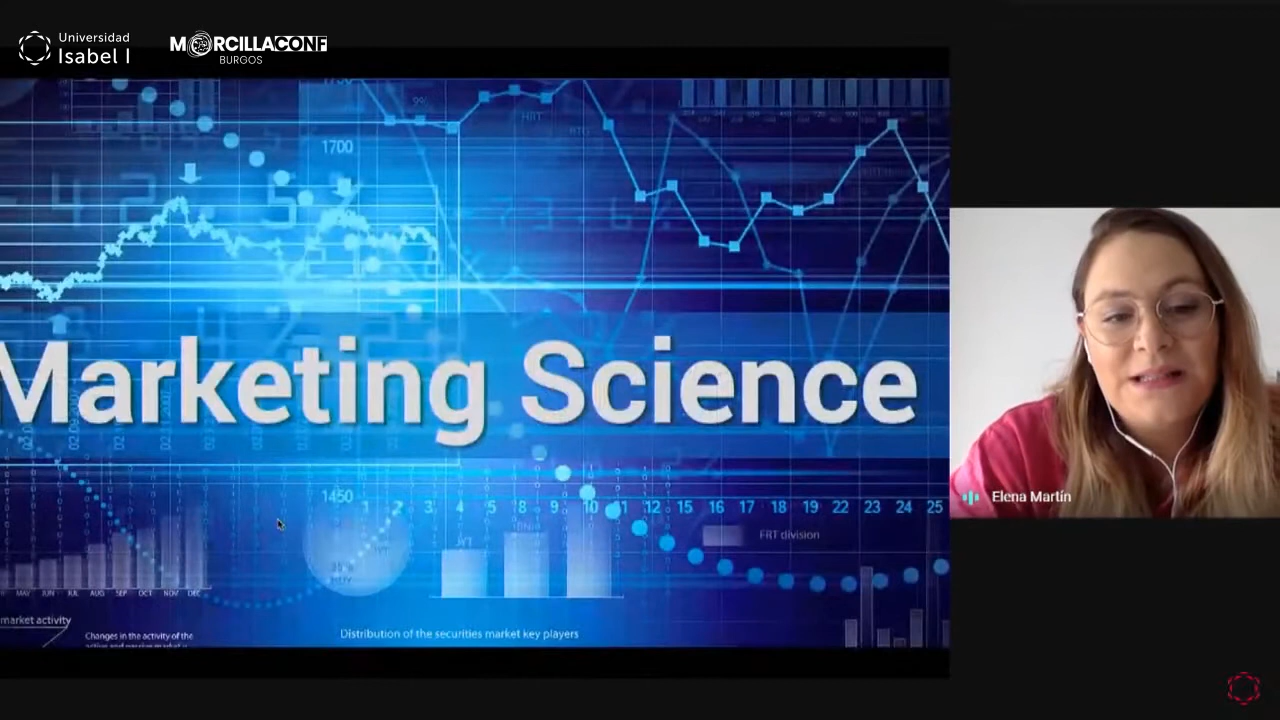 Universidad
Isabel I
MORCILLACONF
BURGOS
1700
Marketing Science
1450
1 2 3 4 5 8 9 10 11 12 15 16 17 18 19 22 23 24 25
FRT division
MAY JUN JUL AUG SEP OCT NOV DEC
market activity
Changes in the activity of the
Distribution of the securities market key players
Elena Martín